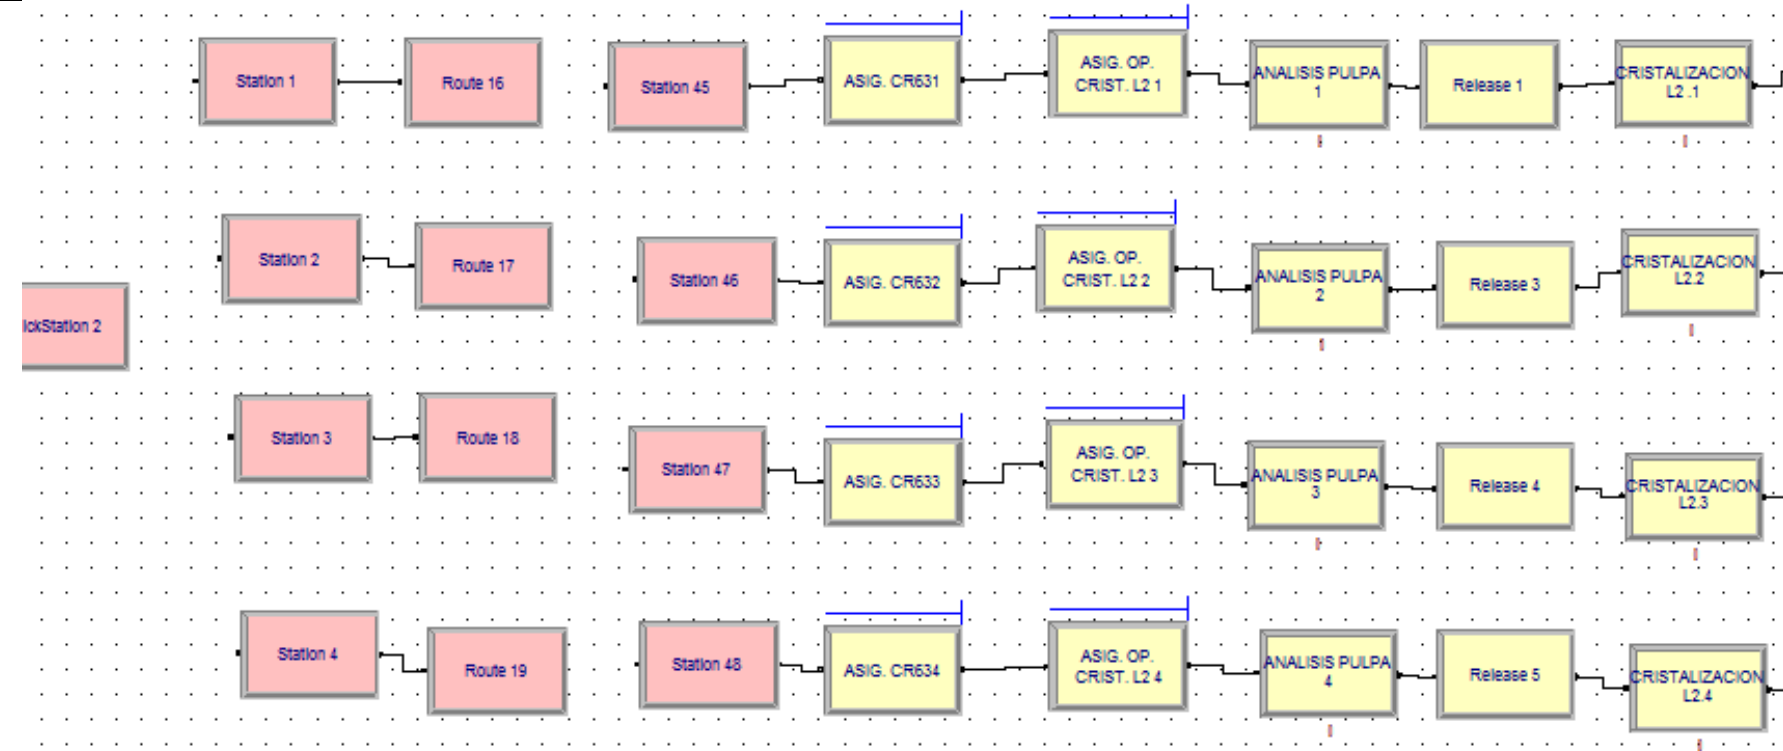 Station 1
Route 16
Station 45
ASIG. CR631
ASIG. OP.
CRIST. L2 1
ANALISIS PULPA
1
Release 1
CRISTALIZACION
L2 .1
Station 2
Route 17
Station 46
ASIG. CR632
ASIG. OP.
CRIST. L2 2
ANALISIS PULPA
2
Release 3
CRISTALIZACION
L2.2
ickStation 2
Station 3
Route 18
Station 47
ASIG. CR633
ASIG. OP.
CRIST. L2 3
ANALISIS PULPA
3
Release 4
CRISTALIZACION
L2.3
Station 4
Route 19
Station 48
ASIG. CR634
ASIG. OP.
CRIST. L2 4
ANALISIS PULPA
4
Release 5
CRISTALIZACION
L2.4